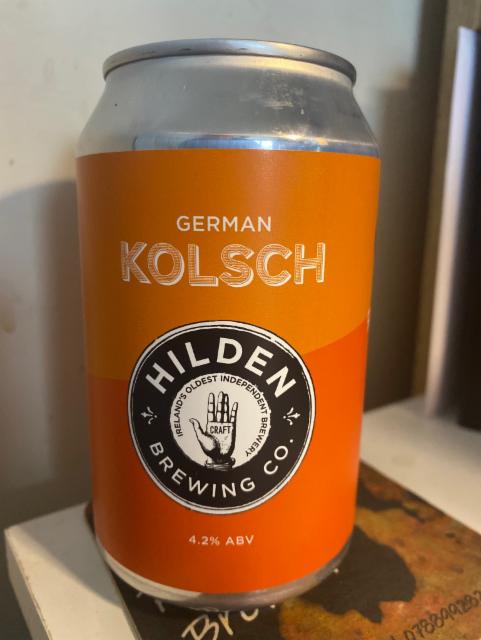 GERMAN
KOLSCH
HILDEN
IRELAND'S OLDEST INDEPENDENT BREWERY
CRAFT
BREWING CO.
4.2% ABV